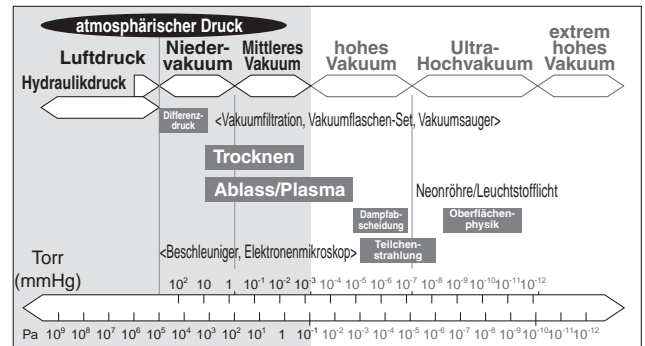 atmosphärischer Druck
Luftdruck
Hydraulikdruck
Nieder-
vakuum
Mittleres
Vakuum
hohes
Vakuum
Ultra-
Hochvakuum
extrem
hohes
Vakuum
Differenz-
druck
<Vakuumfiltration, Vakuumflaschen-Set, Vakuumsauger>
Trocknen
Ablass/Plasma
Neonröhre/Leuchtstofflicht
Dampfab-
scheidung
Oberflächen-
physik
<Beschleuniger, Elektronenmikroskop>
Teilchen-
strahlung
Torr
(mmHg)
10² 10 1 10⁻¹ 10⁻² 10⁻³ 10⁻⁴ 10⁻⁵ 10⁻⁶ 10⁻⁷ 10⁻⁸ 10⁻⁹ 10⁻¹⁰ 10⁻¹¹ 10⁻¹²
Pa 10⁹ 10⁸ 10⁷ 10⁶ 10⁵ 10⁴ 10³ 10² 10¹ 1 10⁻¹ 10⁻² 10⁻³ 10⁻⁴ 10⁻⁵ 10⁻⁶ 10⁻⁷ 10⁻⁸ 10⁻⁹ 10⁻¹⁰ 10⁻¹¹ 10⁻¹²